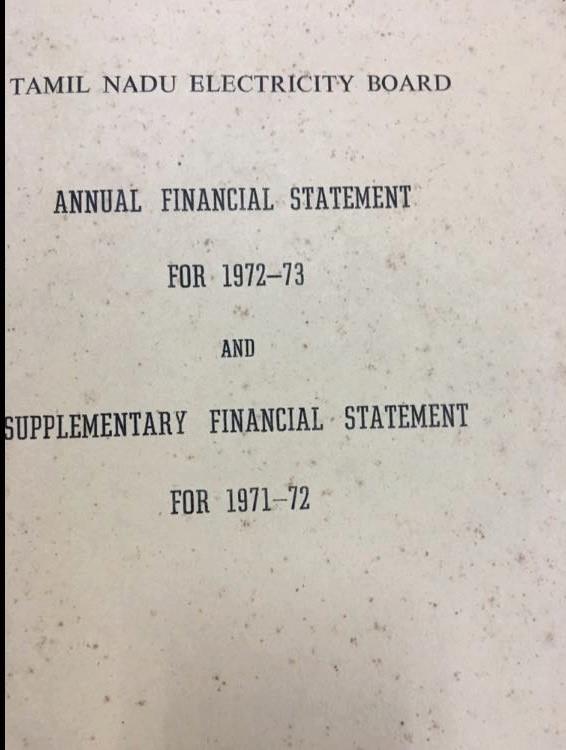 TAMIL NADU ELECTRICITY BOARD
ANNUAL FINANCIAL STATEMENT
FOR 1972–73
AND
SUPPLEMENTARY FINANCIAL STATEMENT
FOR 1971–72